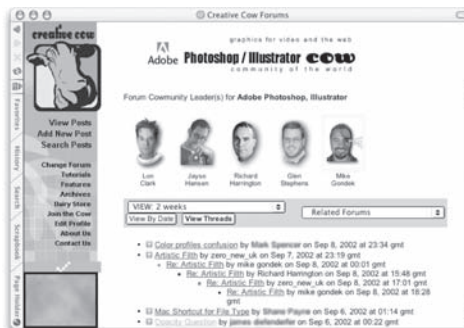 Creative Cow Forums
creative cow
graphics for video and the web
Adobe Photoshop / Illustrator COW
community of the world
Forum Cowmunity Leader(s) for Adobe Photoshop, Illustrator
View Posts
Add New Post
Search Posts
Change Forum
Tutorials
Features
Archives
Dairy Store
Join the Cow
Edit Profile
About Us
Contact Us
Favorites
History
Search
Scrapbook
Page Holder
Lon
Clark
Jayse
Hansen
Richard
Harrington
Glen
Stephens
Mike
Gondek
VIEW: 2 weeks
View By Date View Threads
Related Forums
Color profiles confusion by Mark Spencer on Sep 8, 2002 at 23:34 gmt
Artistic Filth by zero_new_uk on Sep 7, 2002 at 23:19 gmt
Re: Artistic Filth by mike gondek on Sep 8, 2002 at 00:01 gmt
Re: Artistic Filth by Richard Harrington on Sep 8, 2002 at 15:48 gmt
Re: Artistic Filth by zero_new_uk on Sep 8, 2002 at 17:01 gmt
Re: Artistic Filth by mike gondek on Sep 8, 2002 at 18:28
gmt
Mac Shortcut for File Type by Shane Payne on Sep 6, 2002 at 01:14 gmt
Opacity Question by james diefenderfer on Sep 6, 2002 at 00:22 gmt